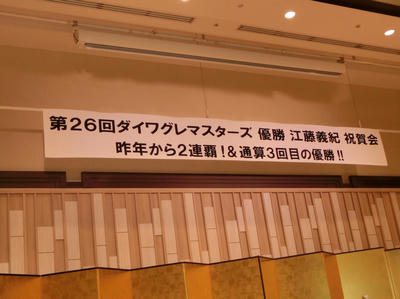 第26回ダイワグレマスターズ 優勝 江藤義紀 祝賀会
昨年から2連覇!&通算3回目の優勝!!